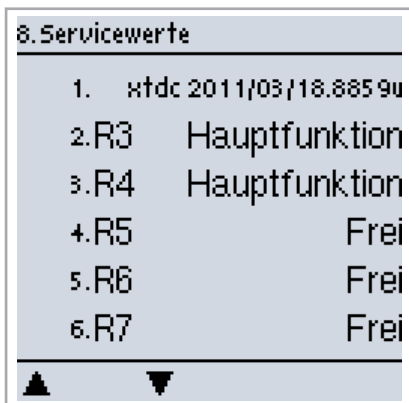 8.Servicewerte
1. xtdc 2011/03/18.8859u
2.R3 Hauptfunktion
3.R4 Hauptfunktion
4.R5 Frei
5.R6 Frei
6.R7 Frei